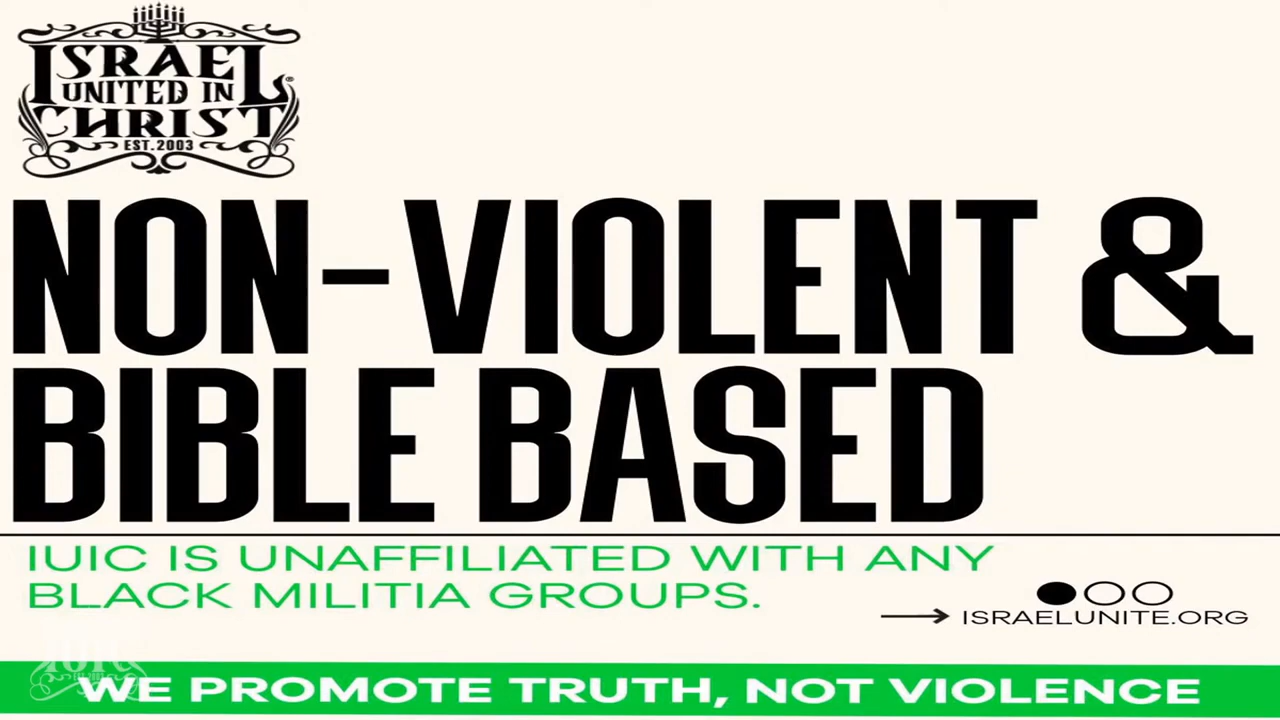 ISRAEL
UNITED IN
CHRIST®
EST. 2003
NON-VIOLENT &
BIBLE BASED
IUIC IS UNAFFILIATED WITH ANY
BLACK MILITIA GROUPS.
ISRAELUNITE.ORG
IUIC
WE PROMOTE TRUTH, NOT VIOLENCE